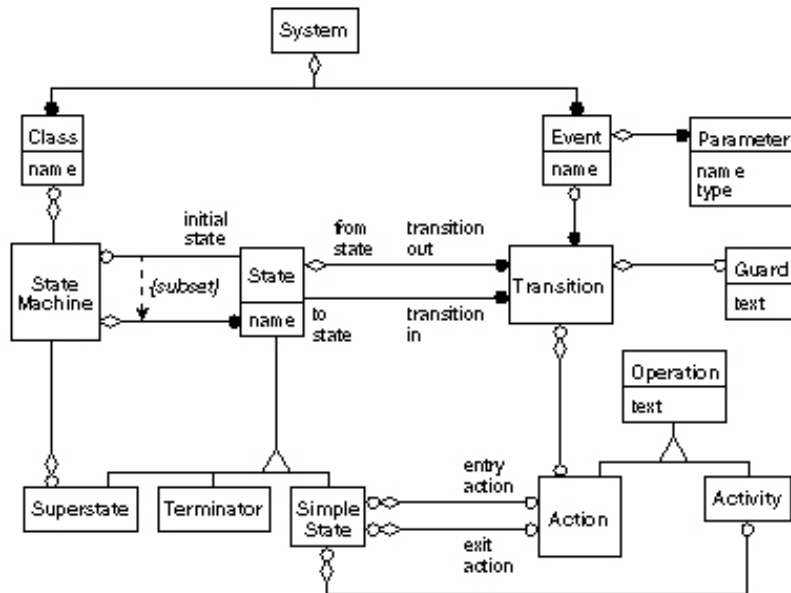 System
Class
name
Event
name
Parameter
name
type
initial
state
from
state
transition
out
State
Machine
{subset}
State
name
to
state
transition
in
Transition
Guard
text
Operation
text
Superstate
Terminator
Simple
State
entry
action
exit
action
Action
Activity